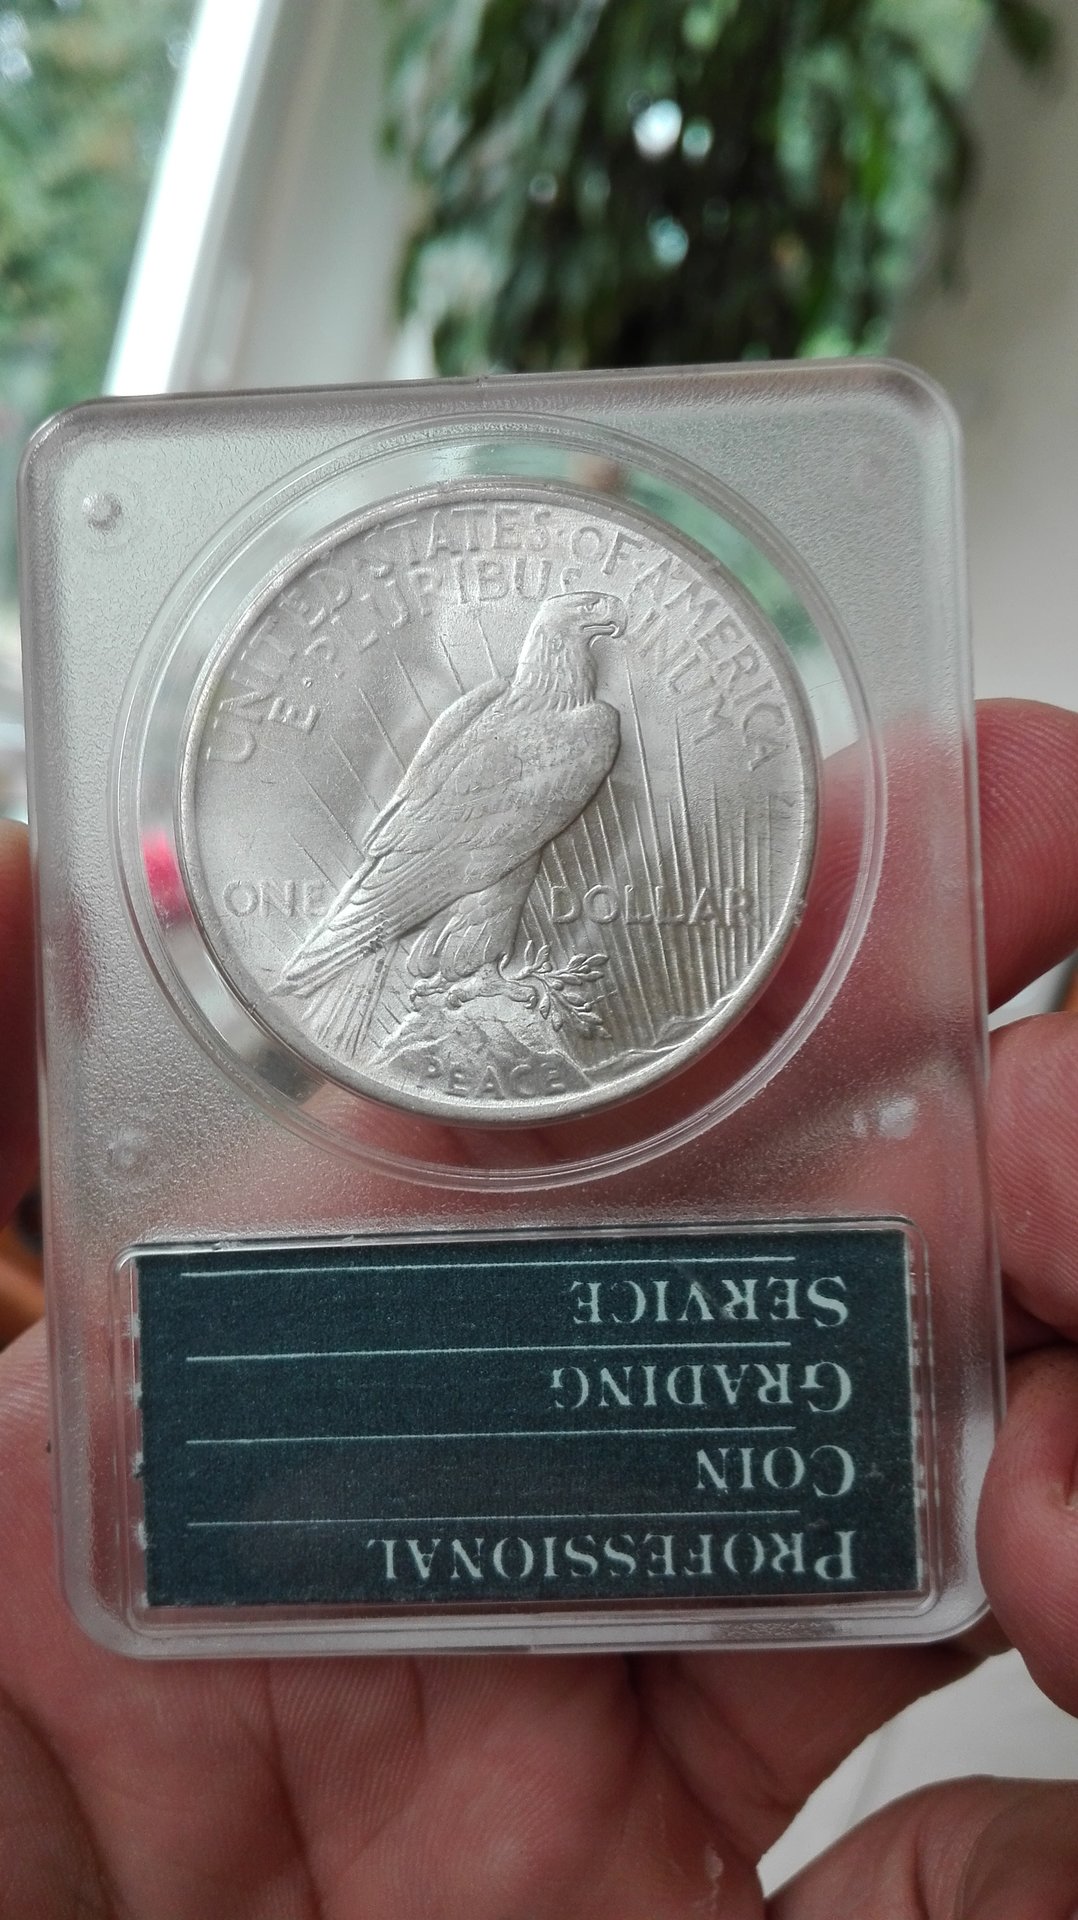 UNITED·STATES·OF·AMERICA
E·PLURIBUS UNUM
ONE DOLLAR
PEACE
PROFESSIONAL
COIN
GRADING
SERVICE